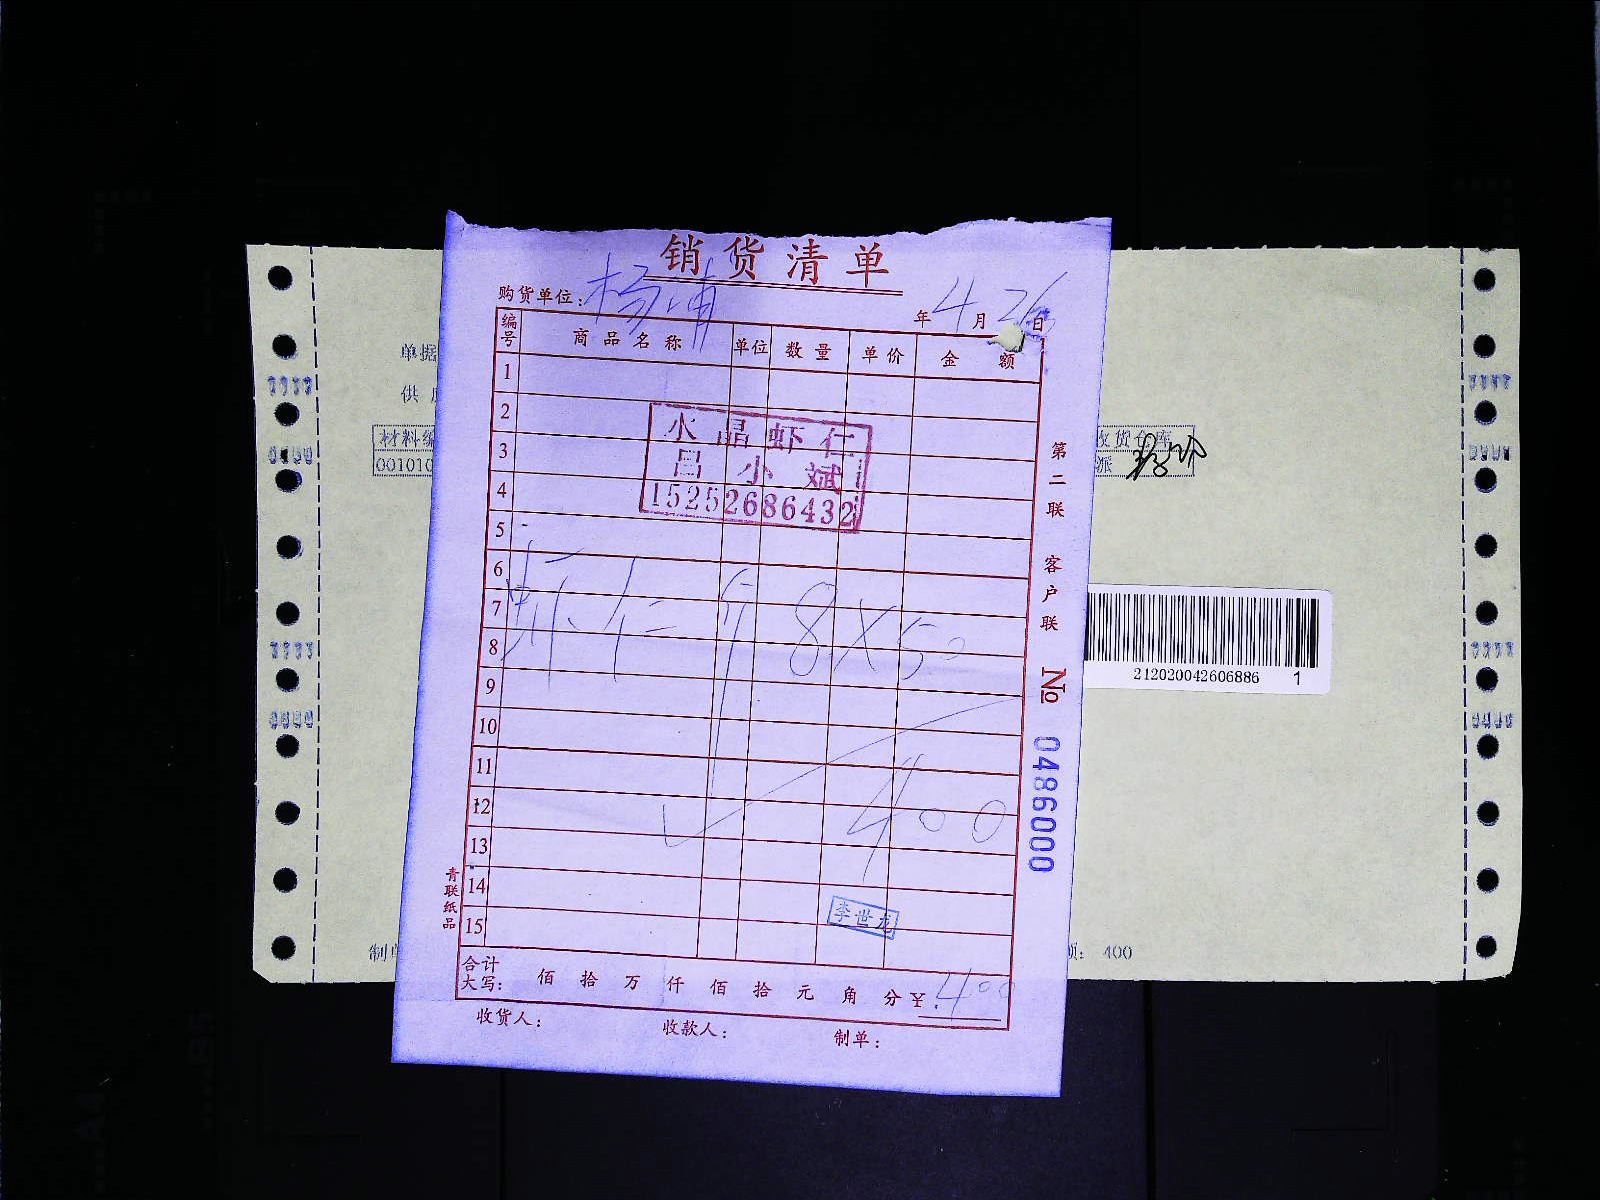 销货清单
购货单位: 杨浦 年 4 月 26 日
编号 商品名称 单位 数量 单价 金额
1
2
3
4
5
6
7
8
9
10
11
12
13
14
15
水晶虾仁
吕小斌
15252686432
虾仁 8×50
400
李世龙
合计
大写: 佰 拾 万 仟 佰 拾 元 角 分 ¥ 400
收货人: 收款人: 制单:
青联纸品
第二联 客户联
№ 0486000
单据
供
材料编
001010
收货仓库
派
212020042606886 1
制单
额: 400